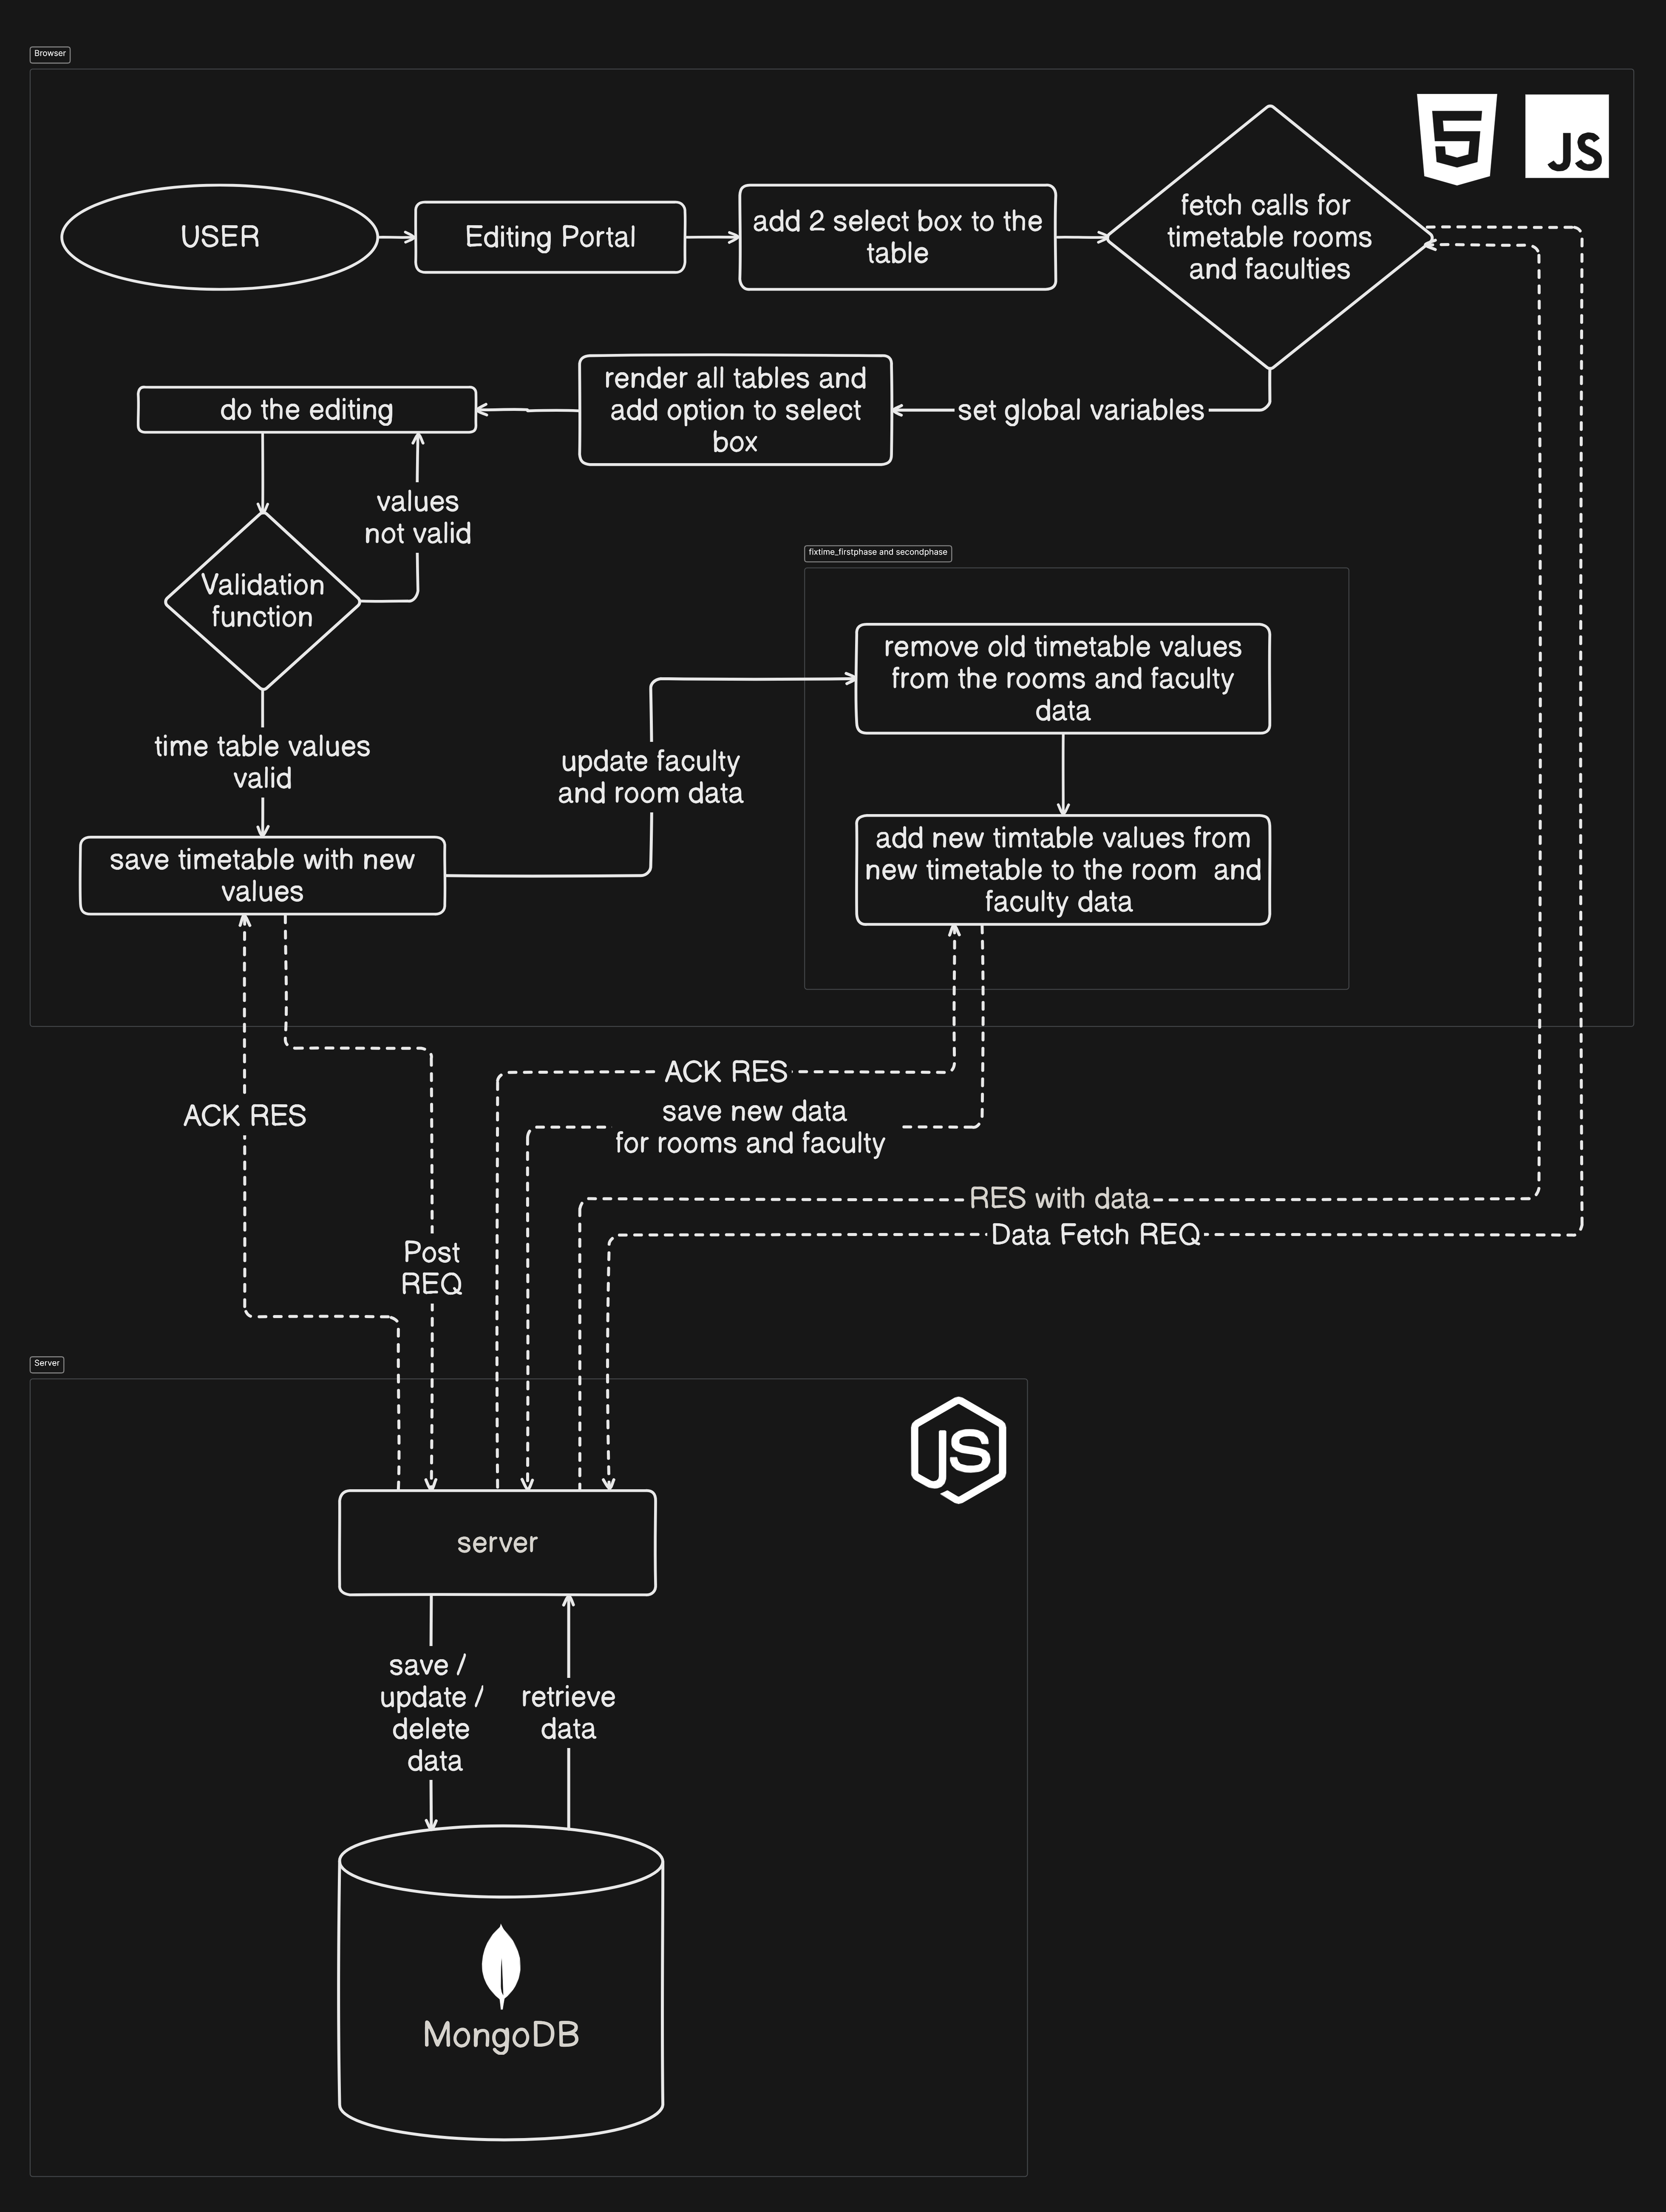 Browser
5
JS
USER
Editing Portal
add 2 select box to the
table
fetch calls for
timetable rooms
and faculties
do the editing
render all tables and
add option to select
box
set global variables
values
not valid
Validation
function
fixtime_firstphase and secondphase
remove old timetable values
from the rooms and faculty
data
time table values
valid
update faculty
and room data
save timetable with new
values
add new timtable values from
new timetable to the room and
faculty data
ACK RES
ACK RES
save new data
for rooms and faculty
RES with data
Data Fetch REQ
Post
REQ
Server
JS
server
save /
update /
delete
data
retrieve
data
MongoDB